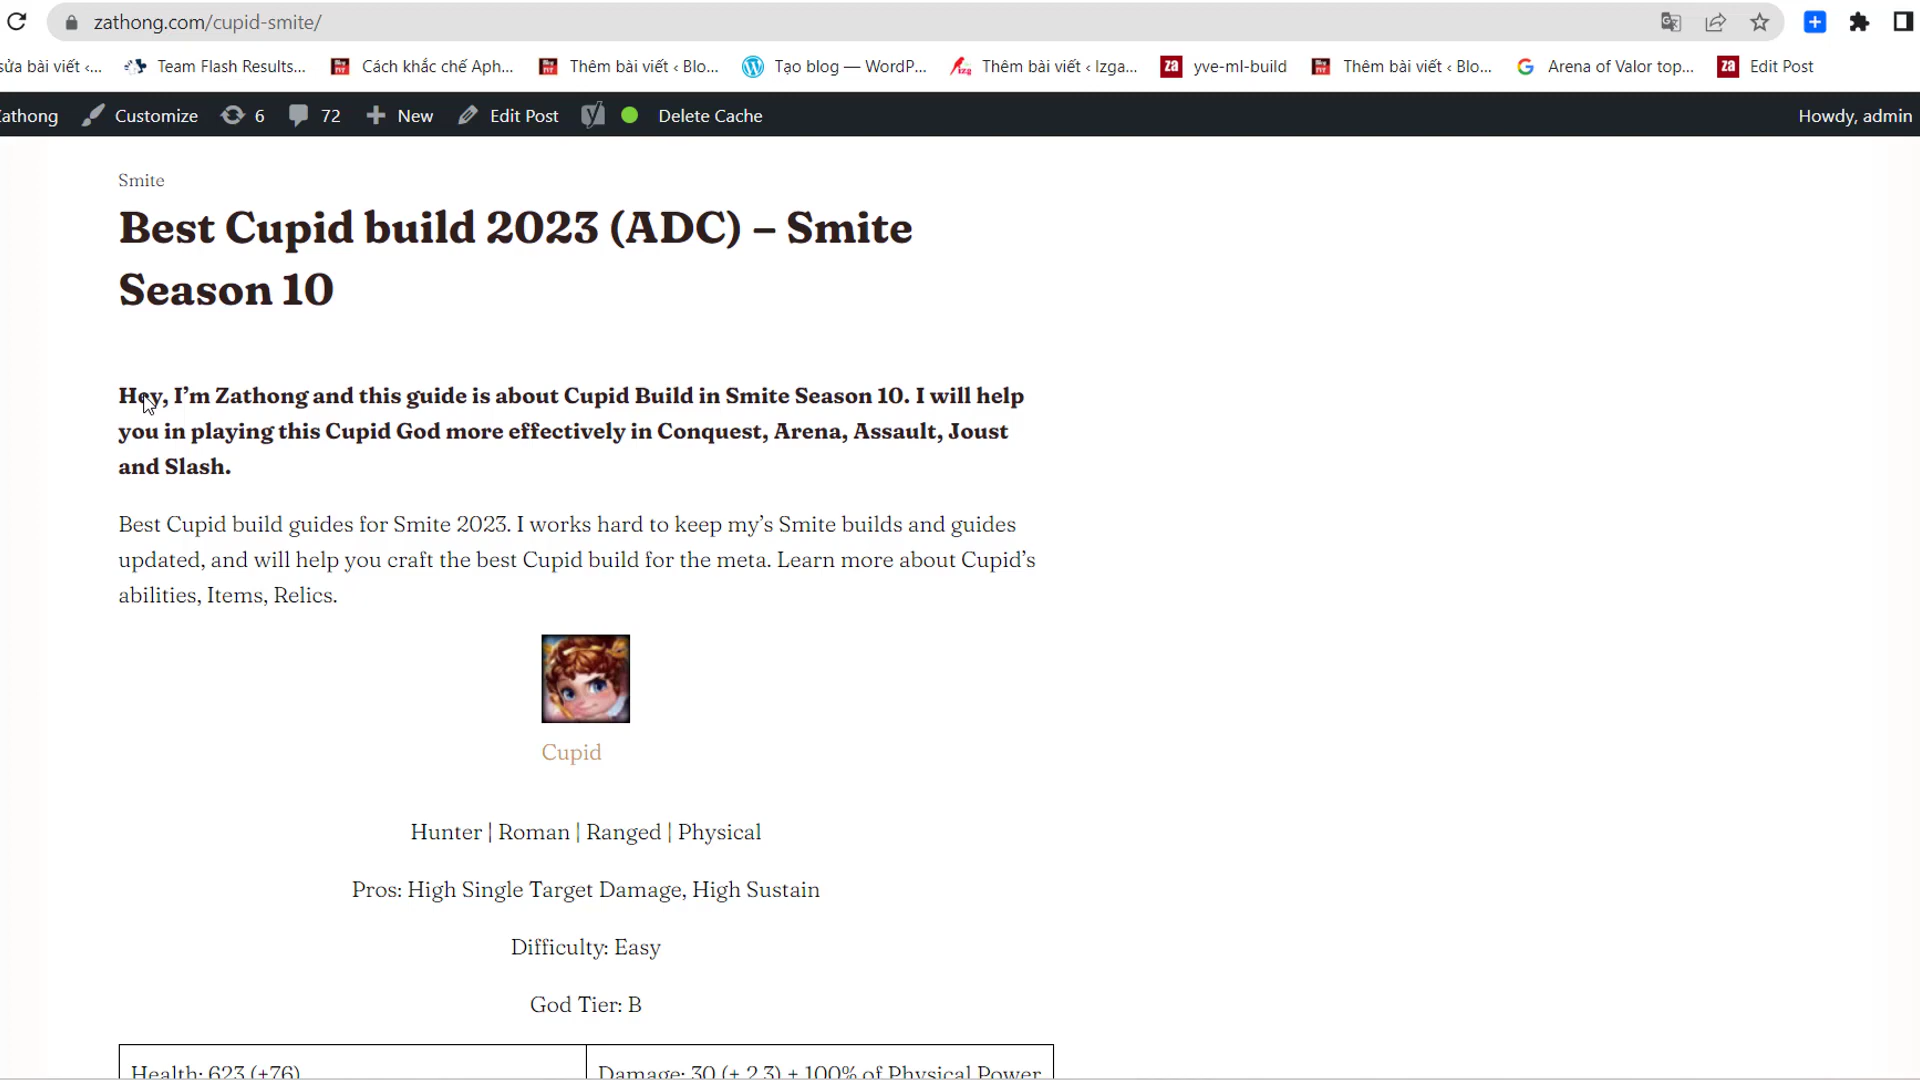 zathong.com/cupid-smite/
sửa bài viết ‹... Team Flash Results... Cách khắc chế Aph... Thêm bài viết ‹ Blo... Tạo blog — WordP... Thêm bài viết ‹ Izga... yve-ml-build Thêm bài viết ‹ Blo... Arena of Valor top... Edit Post
Zathong Customize 6 72 New Edit Post Delete Cache Howdy, admin
Smite
Best Cupid build 2023 (ADC) – Smite
Season 10
Hey, I’m Zathong and this guide is about Cupid Build in Smite Season 10. I will help
you in playing this Cupid God more effectively in Conquest, Arena, Assault, Joust
and Slash.
Best Cupid build guides for Smite 2023. I works hard to keep my’s Smite builds and guides
updated, and will help you craft the best Cupid build for the meta. Learn more about Cupid’s
abilities, Items, Relics.
Cupid
Hunter | Roman | Ranged | Physical
Pros: High Single Target Damage, High Sustain
Difficulty: Easy
God Tier: B
Health: 623 (+76) Damage: 30 (+ 2.3) + 100% of Physical Power